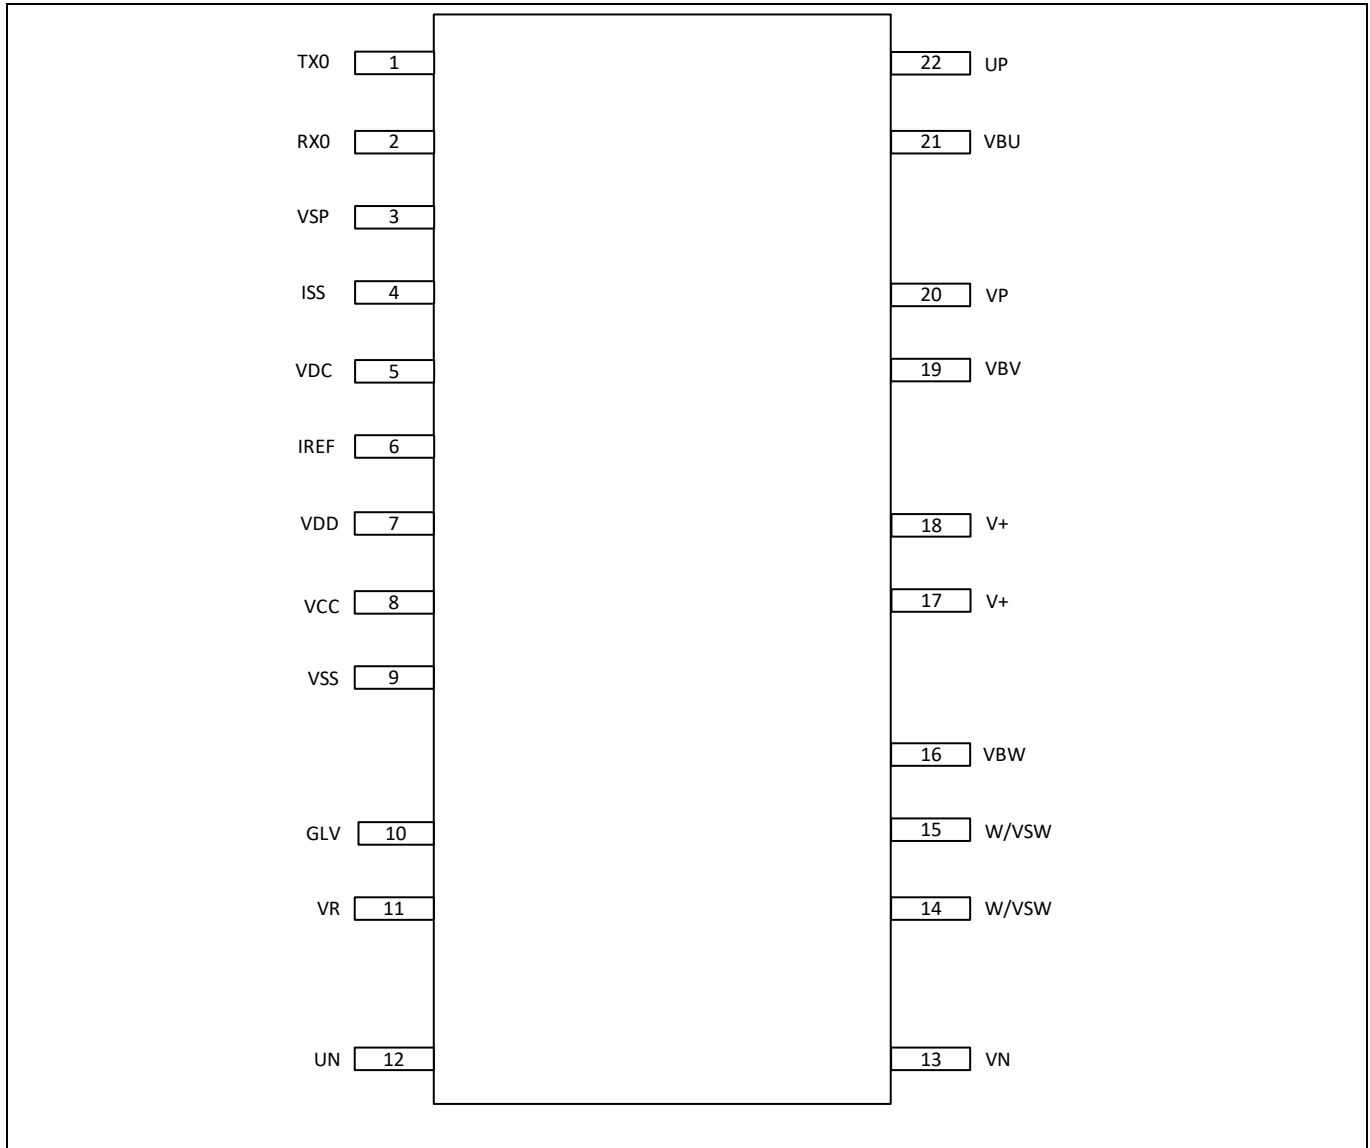 TX0 1 22 UP
RX0 2 21 VBU
VSP 3
ISS 4 20 VP
VDC 5 19 VBV
IREF 6
VDD 7 18 V+
VCC 8 17 V+
VSS 9
16 VBW
GLV 10 15 W/VSW
VR 11 14 W/VSW
UN 12 13 VN